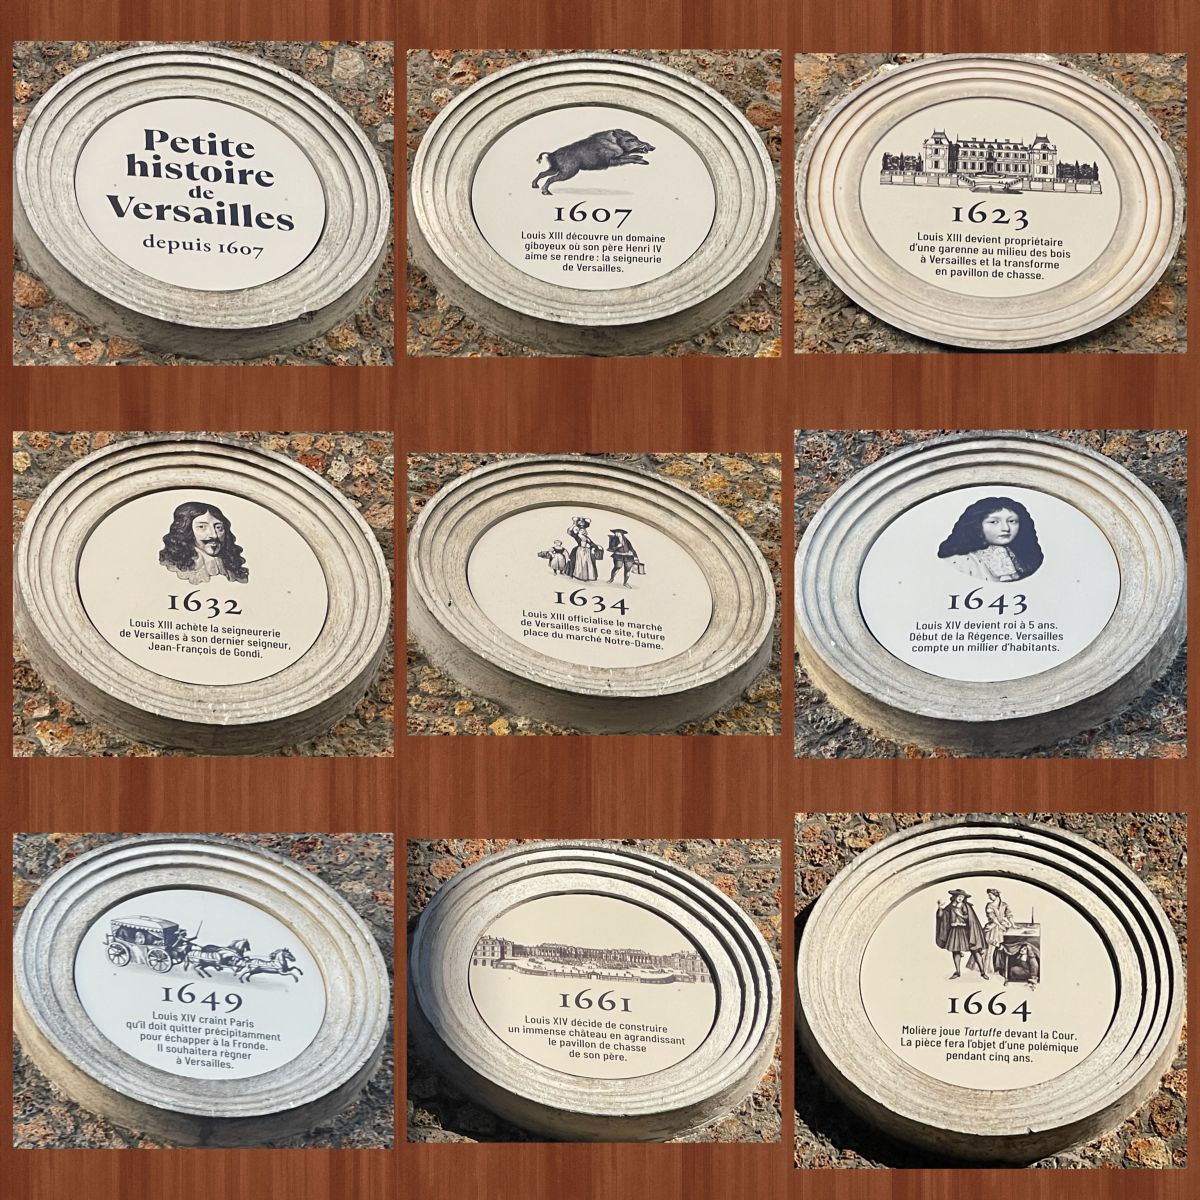 Petite
histoire
de
Versailles
depuis 1607
1607
Louis XIII découvre un domaine
giboyeux où son père Henri IV
aime se rendre : la seigneurie
de Versailles.
1623
Louis XIII devient propriétaire
d'une garenne au milieu des bois
à Versailles et la transforme
en pavillon de chasse.
1632
Louis XIII achète la seigneurerie
de Versailles à son dernier seigneur,
Jean-François de Gondi.
1634
Louis XIII officialise le marché
de Versailles sur ce site, future
place du marché Notre-Dame.
1643
Louis XIV devient roi à 5 ans.
Début de la Régence. Versailles
compte un millier d'habitants.
1649
Louis XIV craint Paris
qu'il doit quitter précipitamment
pour échapper à la Fronde.
Il souhaitera règner
à Versailles.
1661
Louis XIV décide de construire
un immense château en agrandissant
le pavillon de chasse
de son père.
1664
Molière joue Tartuffe devant la Cour.
La pièce fera l'objet d'une polémique
pendant cinq ans.